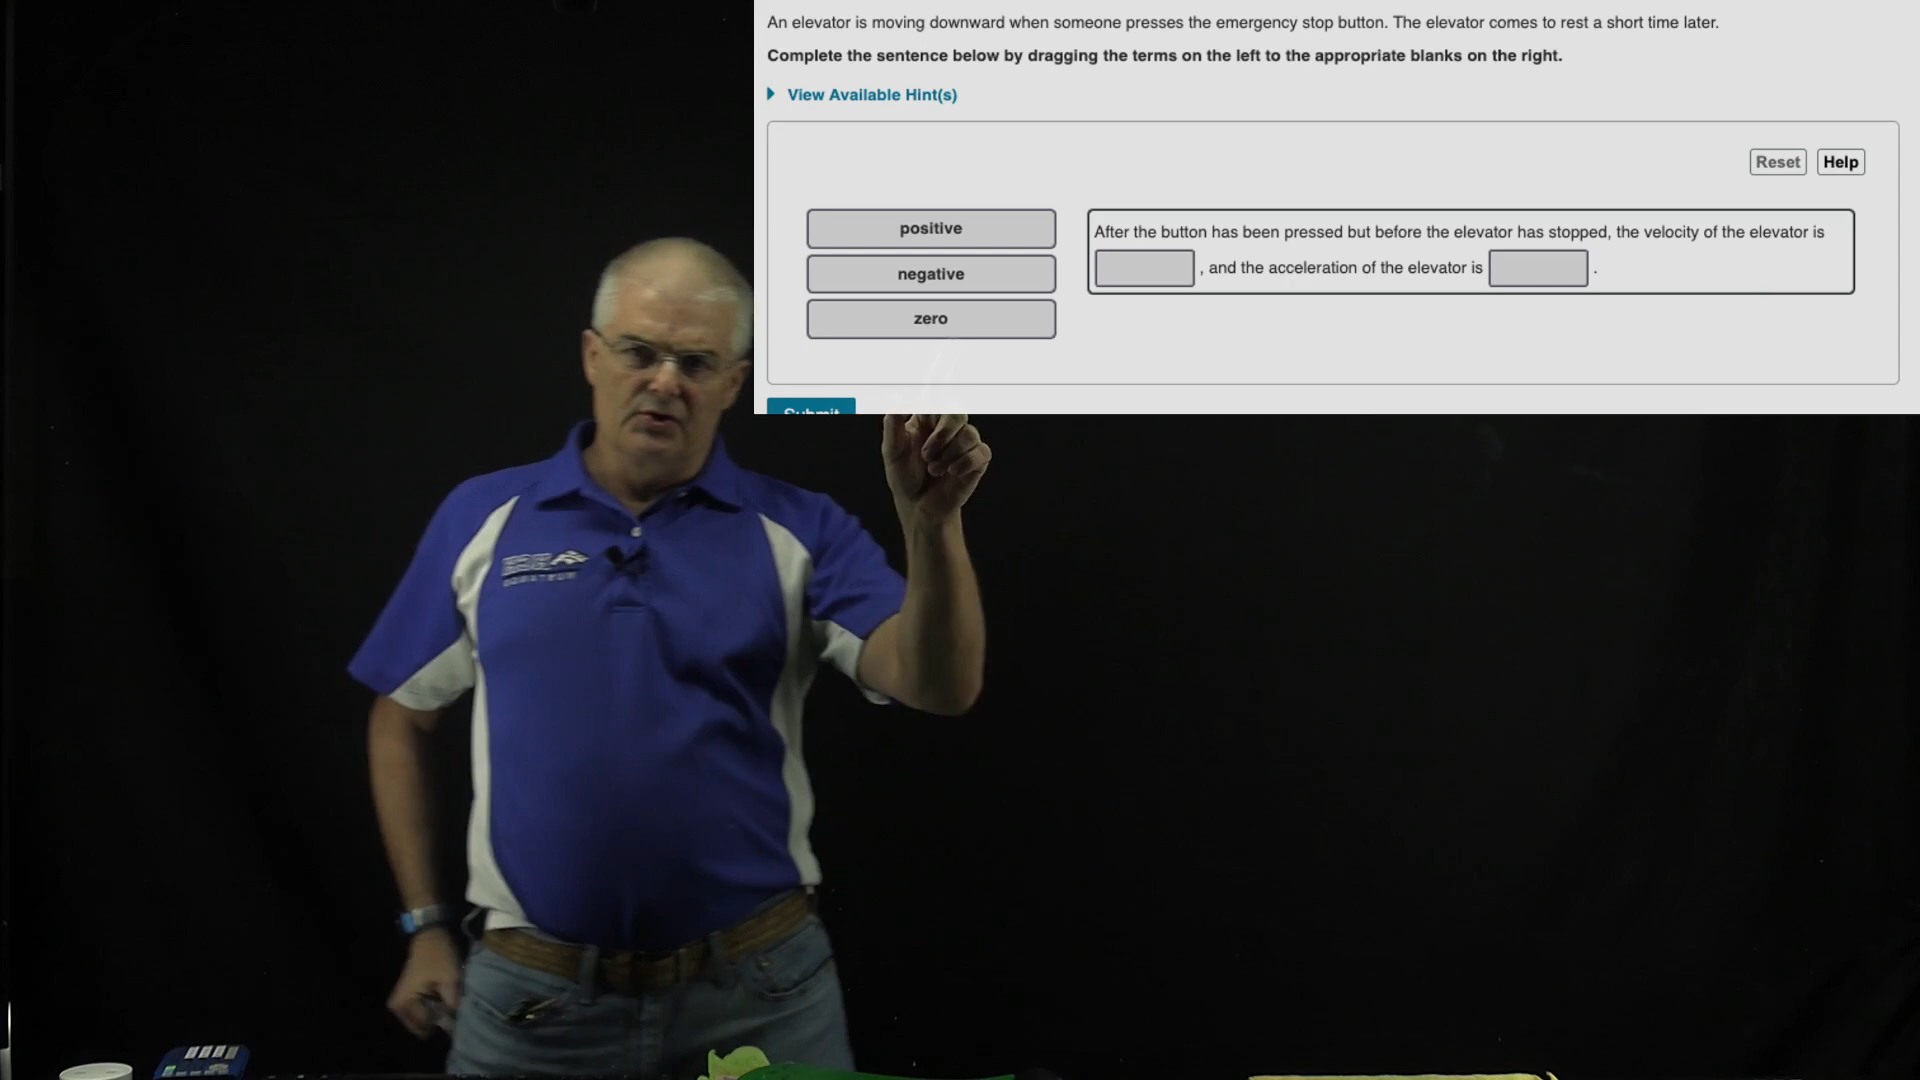 An elevator is moving downward when someone presses the emergency stop button. The elevator comes to rest a short time later.
Complete the sentence below by dragging the terms on the left to the appropriate blanks on the right.
View Available Hint(s)
Reset Help
positive
negative
zero
After the button has been pressed but before the elevator has stopped, the velocity of the elevator is
, and the acceleration of the elevator is .
Submit